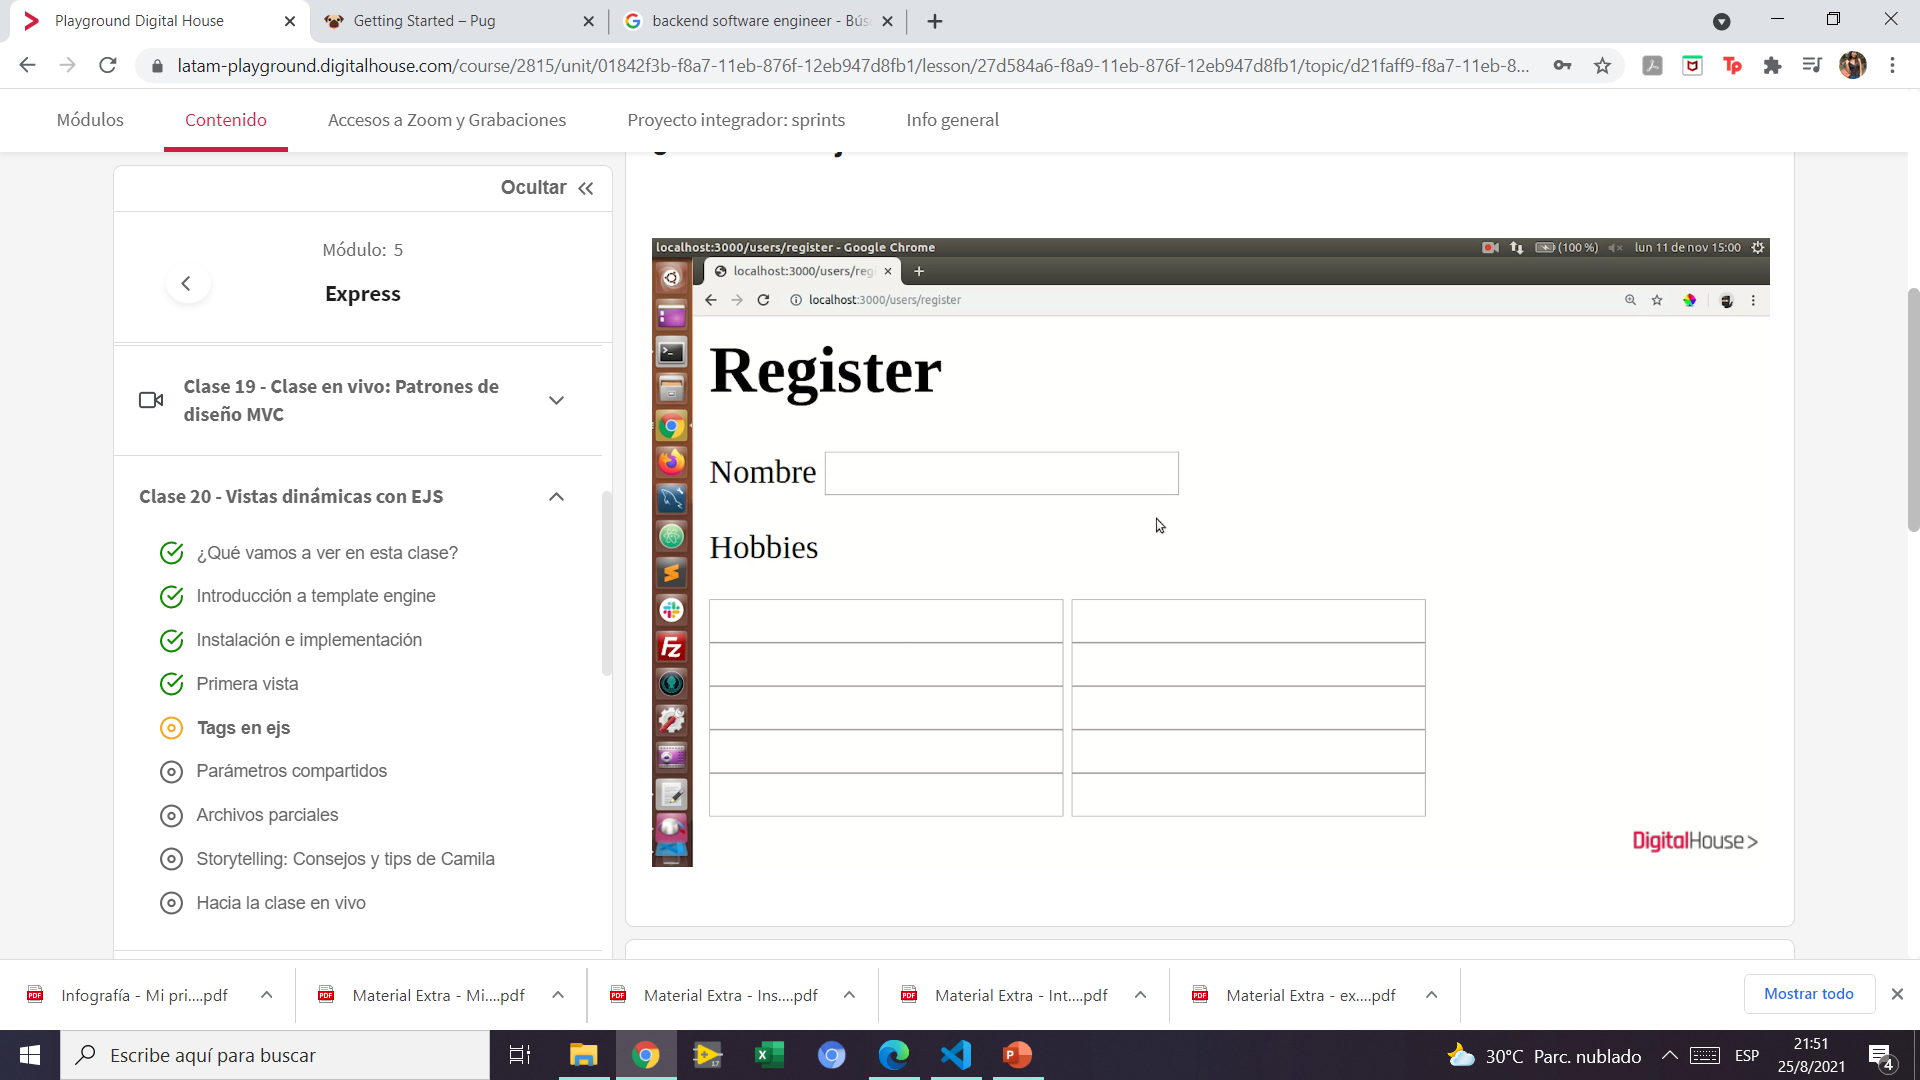 Playground Digital House
Getting Started – Pug
backend software engineer - Bús
latam-playground.digitalhouse.com/course/2815/unit/01842f3b-f8a7-11eb-876f-12eb947d8fb1/lesson/27d584a6-f8a9-11eb-876f-12eb947d8fb1/topic/d21faff9-f8a7-11eb-8...
Módulos
Contenido
Accesos a Zoom y Grabaciones
Proyecto integrador: sprints
Info general
Ocultar
Módulo: 5
Express
Clase 19 - Clase en vivo: Patrones de
diseño MVC
Clase 20 - Vistas dinámicas con EJS
¿Qué vamos a ver en esta clase?
Introducción a template engine
Instalación e implementación
Primera vista
Tags en ejs
Parámetros compartidos
Archivos parciales
Storytelling: Consejos y tips de Camila
Hacia la clase en vivo
localhost:3000/users/register - Google Chrome
(100 %)
lun 11 de nov 15:00
localhost:3000/users/reg
localhost:3000/users/register
Register
Nombre
Hobbies
DigitalHouse>
Infografía - Mi pri....pdf
Material Extra - Mi....pdf
Material Extra - Ins....pdf
Material Extra - Int....pdf
Material Extra - ex....pdf
Mostrar todo
Escribe aquí para buscar
30°C Parc. nublado
ESP
21:51
25/8/2021
4